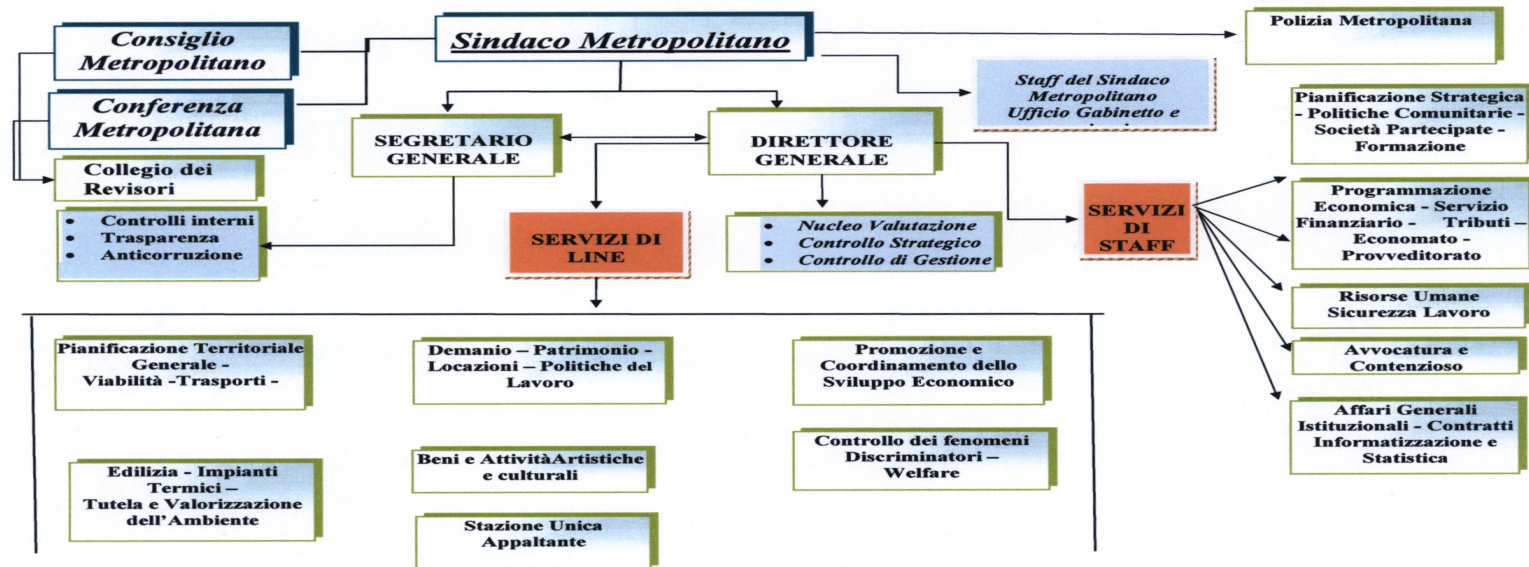 Consiglio
Metropolitano
Sindaco Metropolitano
Polizia Metropolitana
Conferenza
Metropolitana
Staff del Sindaco
Metropolitano
Ufficio Gabinetto e
SEGRETARIO
GENERALE
DIRETTORE
GENERALE
Pianificazione Strategica
- Politiche Comunitarie -
Società Partecipate -
Formazione
Collegio dei
Revisori
• Controlli interni
• Trasparenza
• Anticorruzione
SERVIZI DI
LINE
• Nucleo Valutazione
• Controllo Strategico
• Controllo di Gestione
SERVIZI
DI
STAFF
Programmazione
Economica - Servizio
Finanziario - Tributi –
Economato -
Provveditorato
Risorse Umane
Sicurezza Lavoro
Avvocatura e
Contenzioso
Affari Generali
Istituzionali - Contratti
Informatizzazione e
Statistica
Pianificazione Territoriale
Generale -
Viabilità -Trasporti -
Demanio – Patrimonio -
Locazioni – Politiche del
Lavoro
Promozione e
Coordinamento dello
Sviluppo Economico
Edilizia - Impianti
Termici –
Tutela e Valorizzazione
dell'Ambiente
Beni e AttivitàArtistiche
e culturali
Controllo dei fenomeni
Discriminatori –
Welfare
Stazione Unica
Appaltante